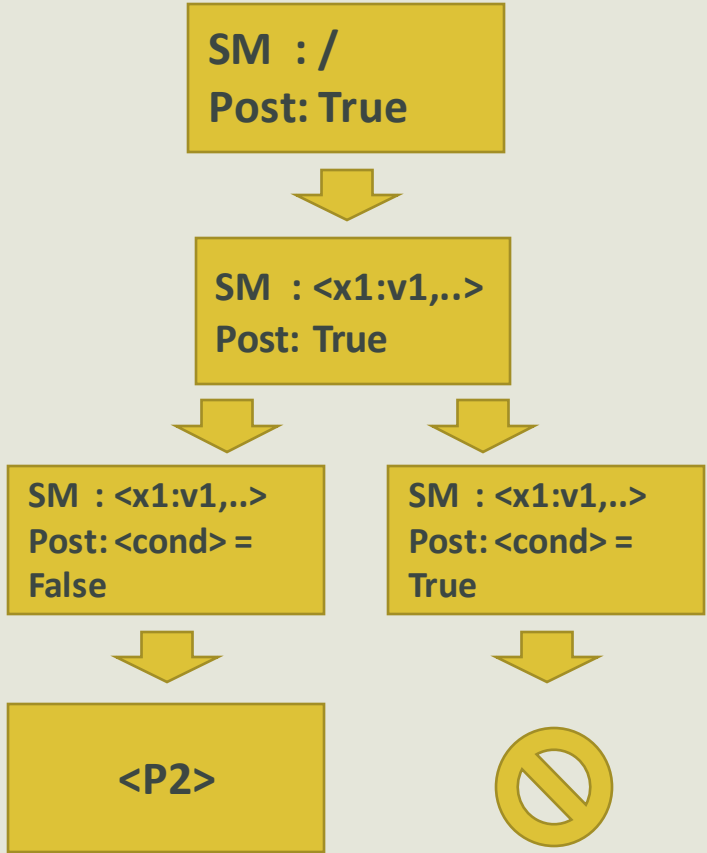 SM : /
Post: True
SM : <x1:v1,..>
Post: True
SM : <x1:v1,..>
Post: <cond> =
False
SM : <x1:v1,..>
Post: <cond> =
True
<P2>